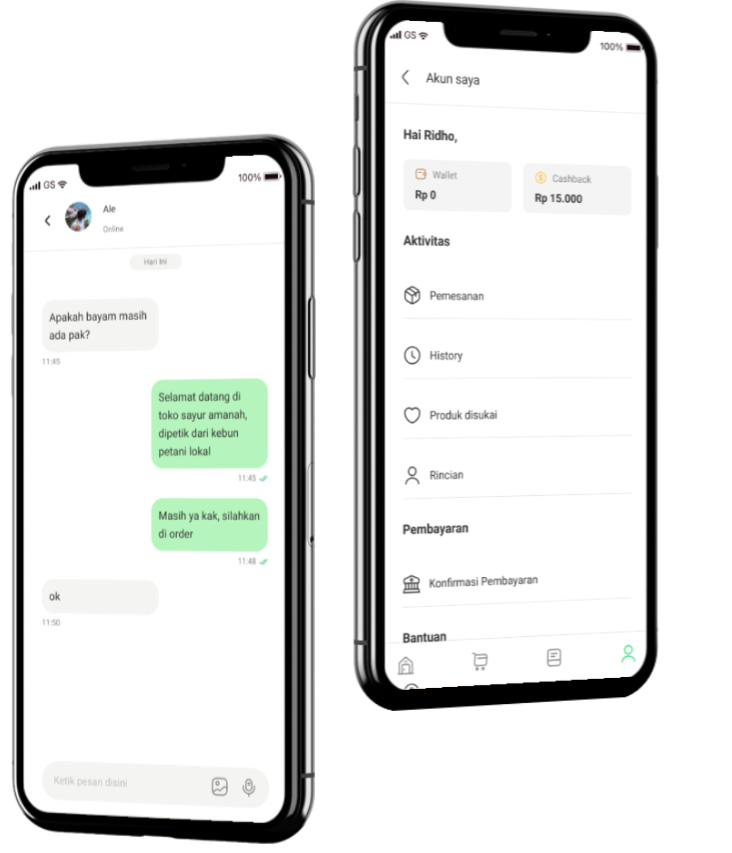 GS
100%
Ale
Online
Hari Ini
Apakah bayam masih
ada pak?
11:45
Selamat datang di
toko sayur amanah,
dipetik dari kebun
petani lokal
11:45
Masih ya kak, silahkan
di order
11:48
ok
11:50
Ketik pesan disini
GS
100%
Akun saya
Hai Ridho,
Wallet
Rp 0
Cashback
Rp 15.000
Aktivitas
Pemesanan
History
Produk disukai
Rincian
Pembayaran
Konfirmasi Pembayaran
Bantuan